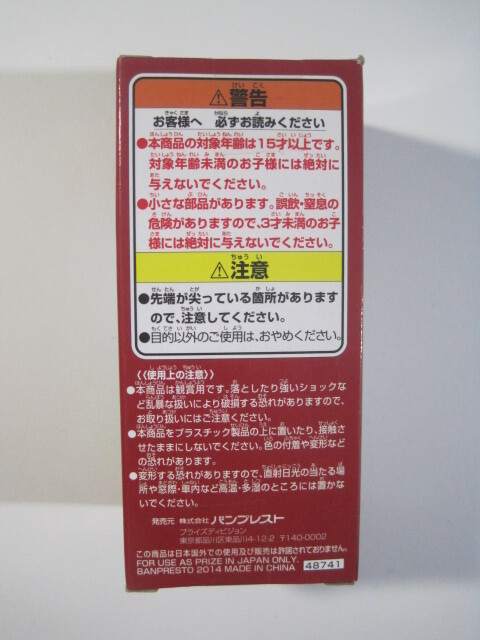 ⚠警告
お客様へ 必ずお読みください
●本商品の対象年齢は15才以上です。
対象年齢未満のお子様には絶対に
与えないでください。
●小さな部品があります。誤飲・窒息の
危険がありますので、3才未満のお子
様には絶対に与えないでください。
⚠注意
●先端が尖っている箇所があります
ので、注意してください。
●目的以外のご使用は、おやめください。
《使用上の注意》
●本商品は観賞用です。落としたり強いショックな
ど乱暴な扱いにより破損する恐れがありますので、
お取り扱いにはご注意ください。
●本商品をプラスチック製品の上に置いたり、接触さ
せたままにしないでください。色の付着や変形など
の恐れがあります。
●変形する恐れがありますので、直射日光の当たる場
所や窓際・車内など高温・多湿のところには置かな
いでください。
発売元 株式会社 バンプレスト
プライズディビジョン
東京都品川区東品川4-12-2 〒140-0002
この商品は日本国外での使用及び販売は許諾されておりません。
FOR USE AS PRIZE IN JAPAN ONLY.
BANPRESTO 2014 MADE IN CHINA
48741